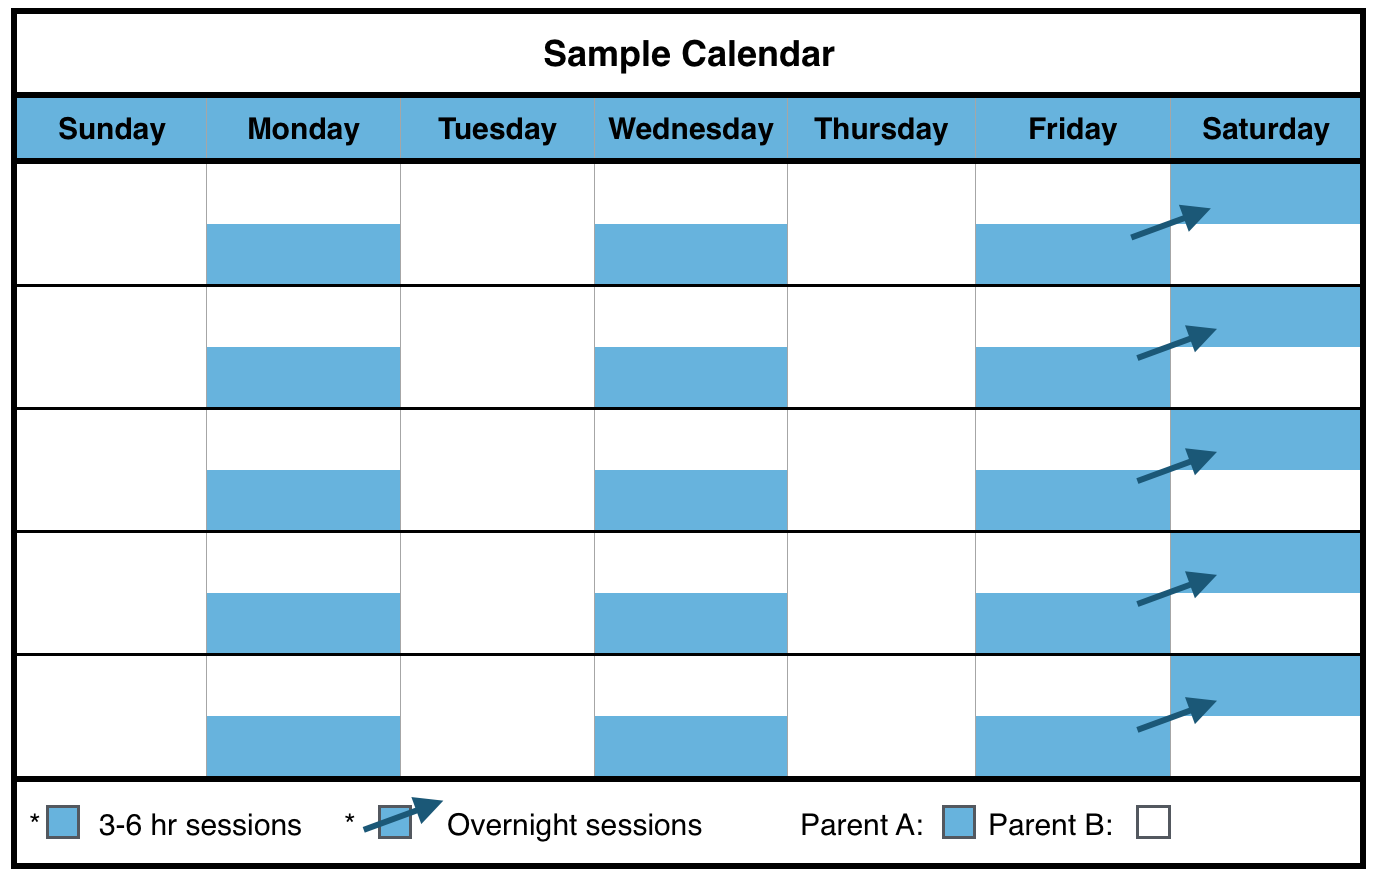 Sample Calendar
Sunday Monday Tuesday Wednesday Thursday Friday Saturday
* 3-6 hr sessions * Overnight sessions Parent A: Parent B: